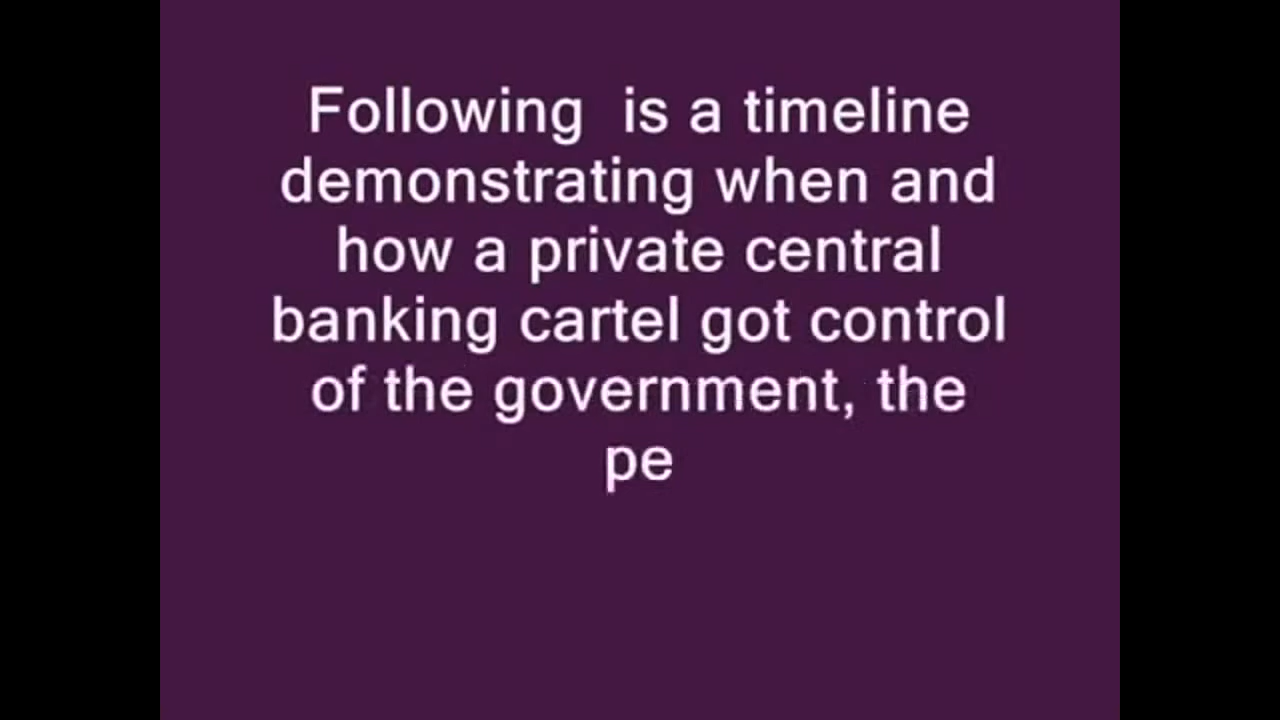 Following  is a timeline
demonstrating when and
how a private central
banking cartel got control
of the government, the
pe